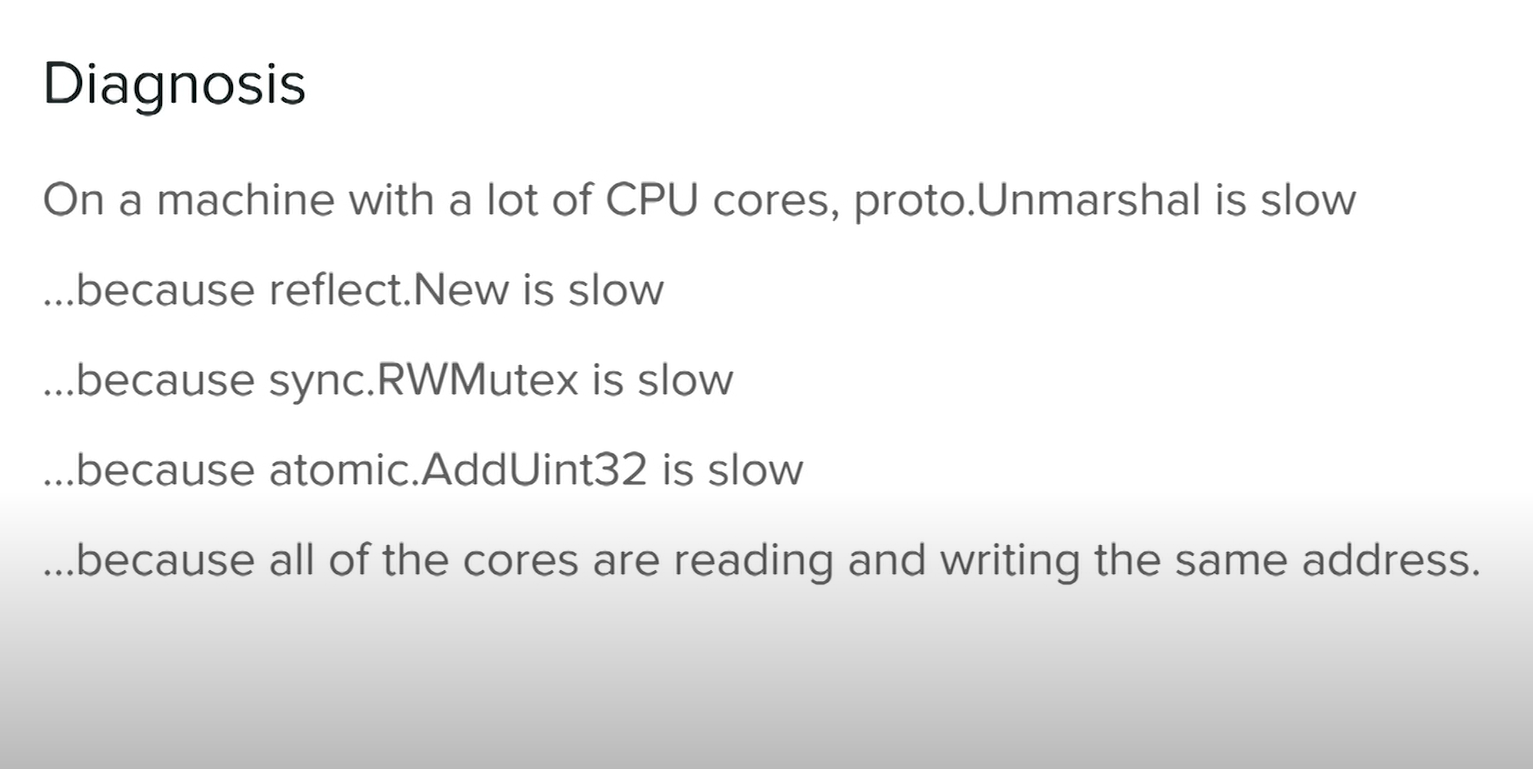 Diagnosis
On a machine with a lot of CPU cores, proto.Unmarshal is slow
...because reflect.New is slow
...because sync.RWMutex is slow
...because atomic.AddUint32 is slow
...because all of the cores are reading and writing the same address.